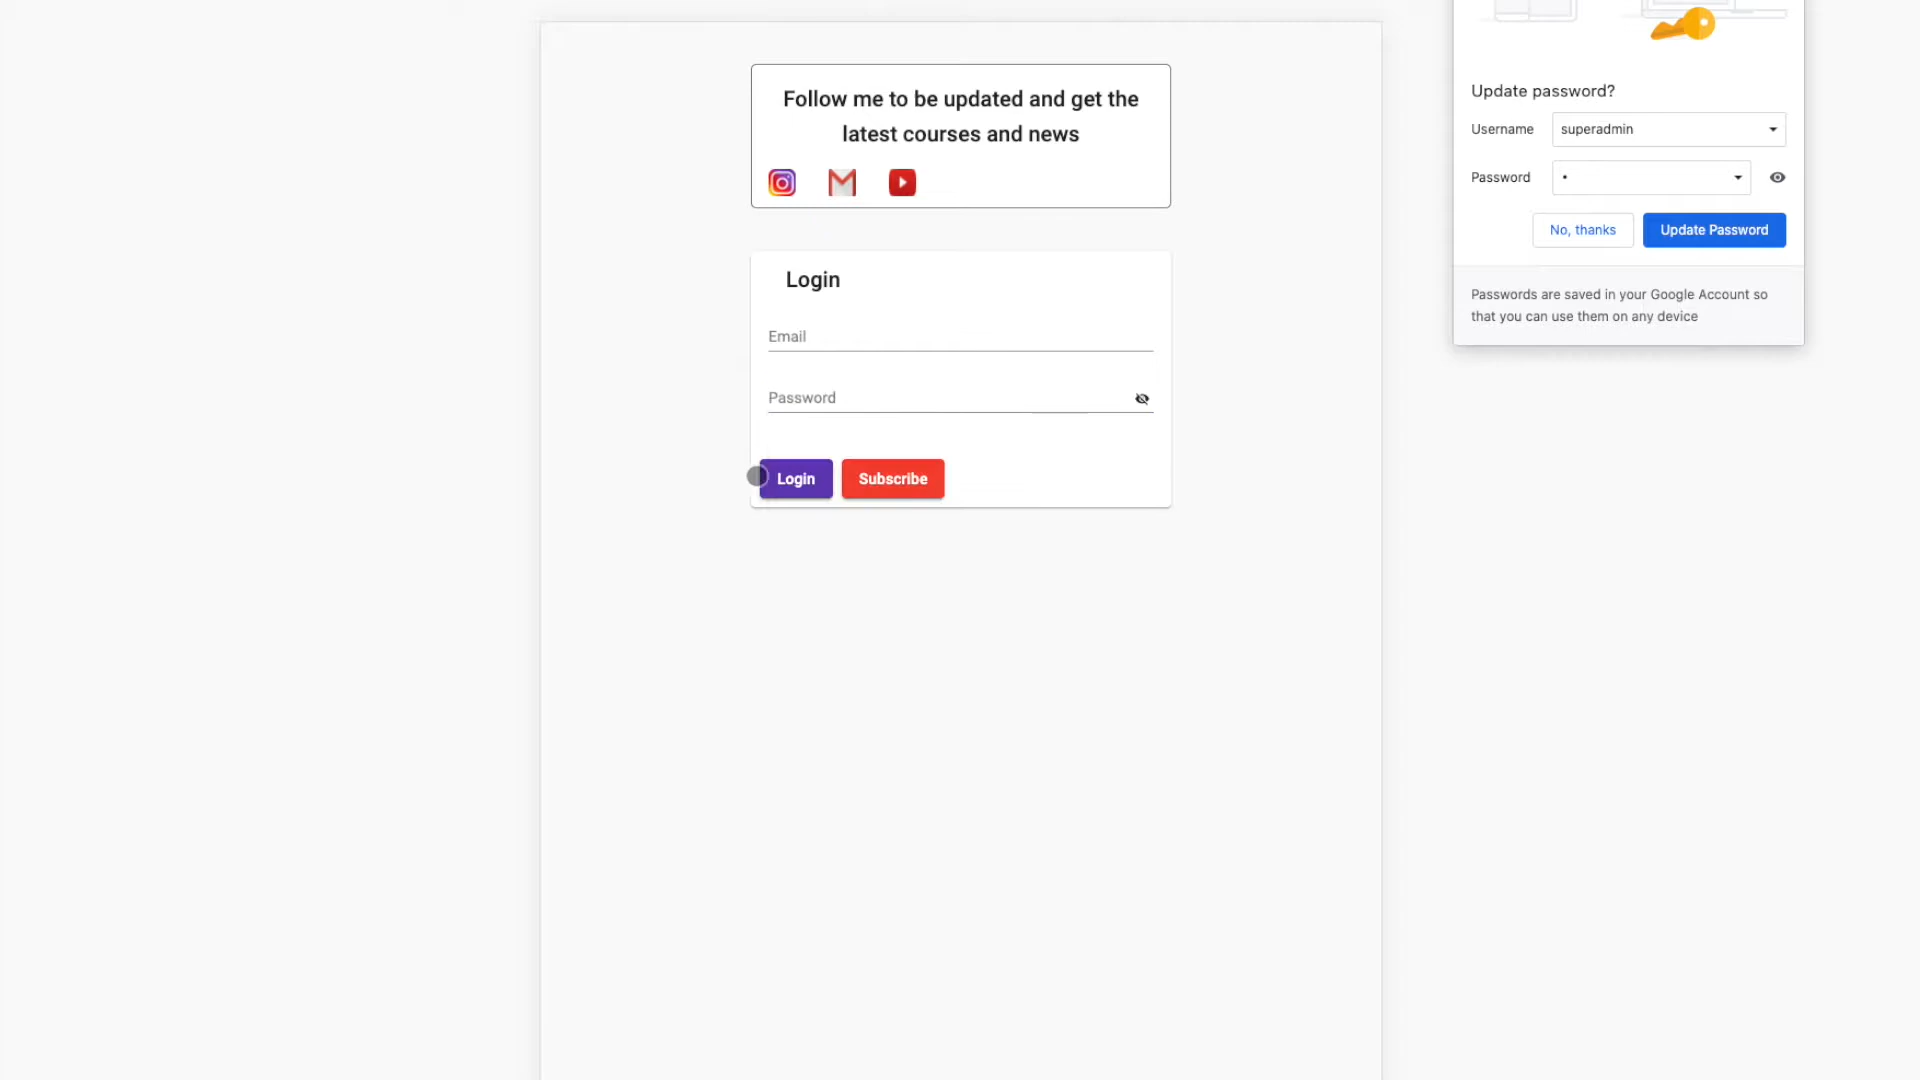 Follow me to be updated and get the
latest courses and news
Login
Email
Password
Login
Subscribe
Update password?
Username
superadmin
Password
•
No, thanks
Update Password
Passwords are saved in your Google Account so
that you can use them on any device